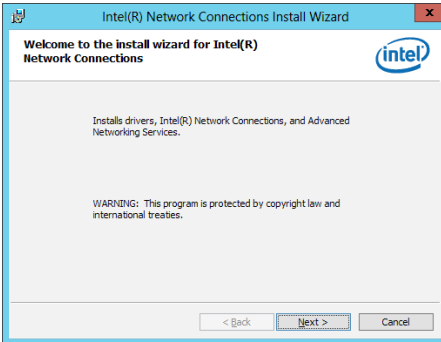 Intel(R) Network Connections Install Wizard
x
Welcome to the install wizard for Intel(R)
Network Connections
intel
Installs drivers, Intel(R) Network Connections, and Advanced
Networking Services.
WARNING: This program is protected by copyright law and
international treaties.
< Back Next > Cancel